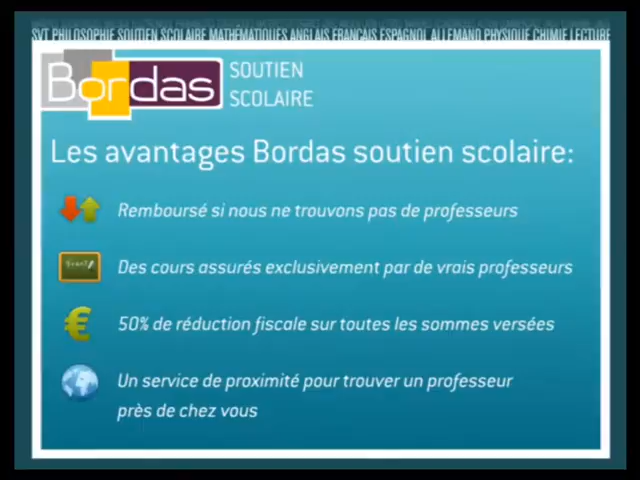 SVT PHILOSOPHIE SOUTIEN SCOLAIRE MATHÉMATIQUES ANGLAIS FRANÇAIS ESPAGNOL ALLEMAND PHYSIQUE CHIMIE LECTURE
Bordas
SOUTIEN
SCOLAIRE
Les avantages Bordas soutien scolaire:
Remboursé si nous ne trouvons pas de professeurs
Des cours assurés exclusivement par de vrais professeurs
€
50% de réduction fiscale sur toutes les sommes versées
Un service de proximité pour trouver un professeur
près de chez vous